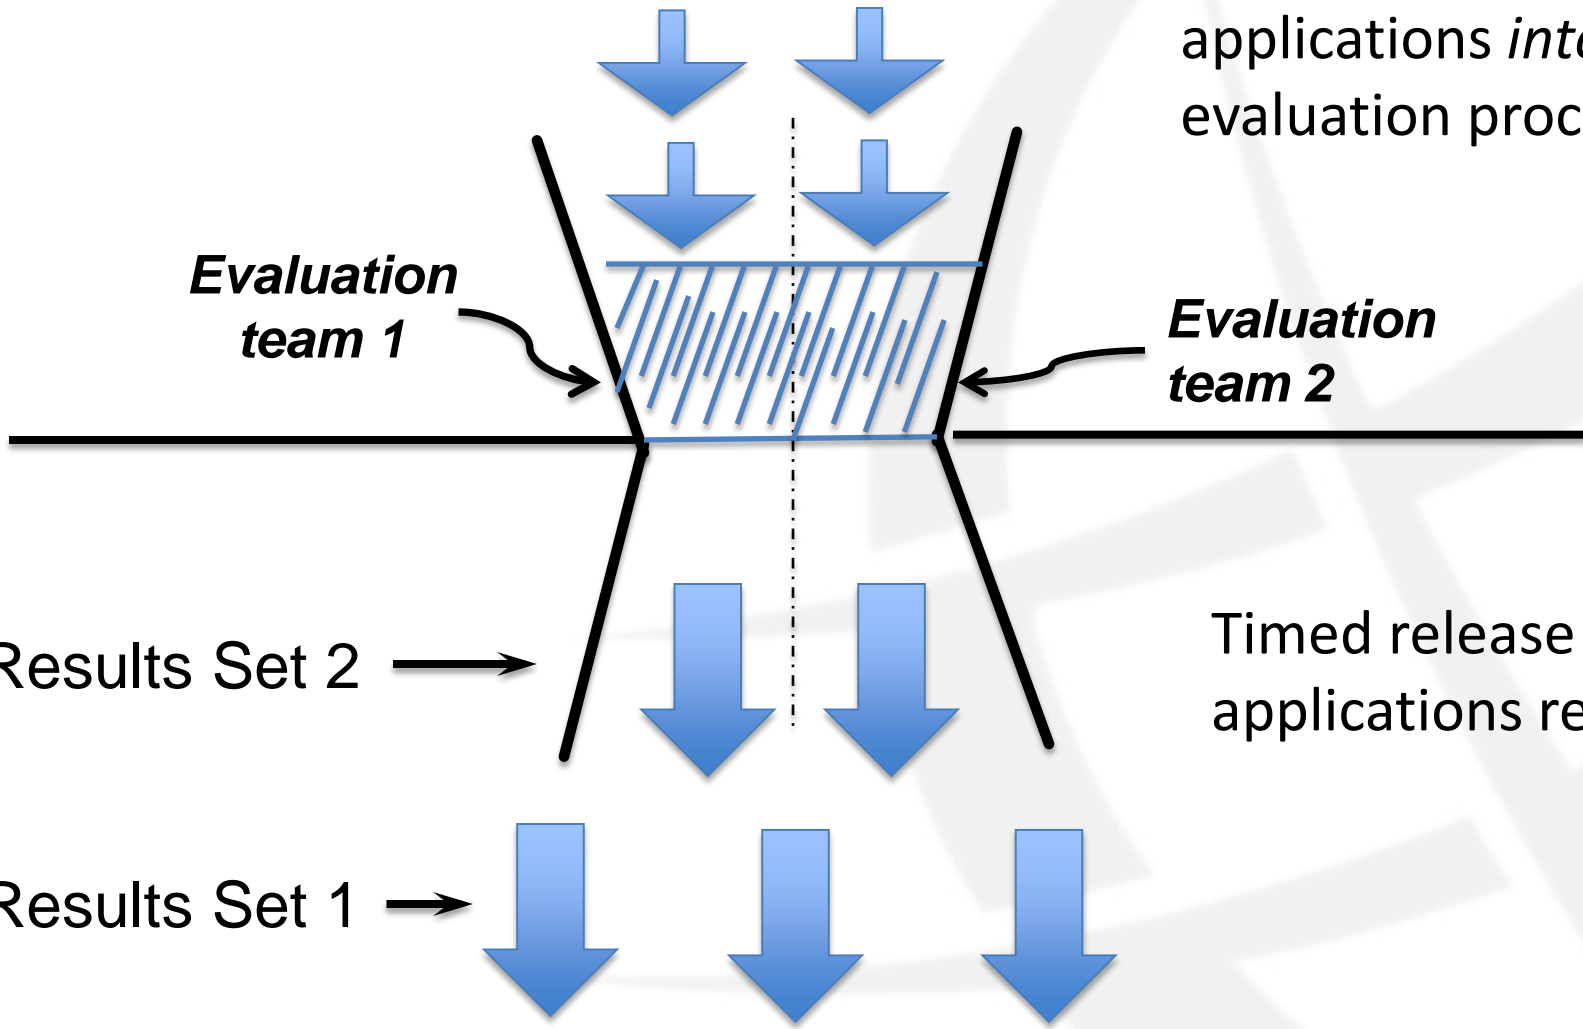 applications
evaluation
Evaluation
team 1
Evaluation
team 2
Results Set 2
Timed release
applications
Results Set 1